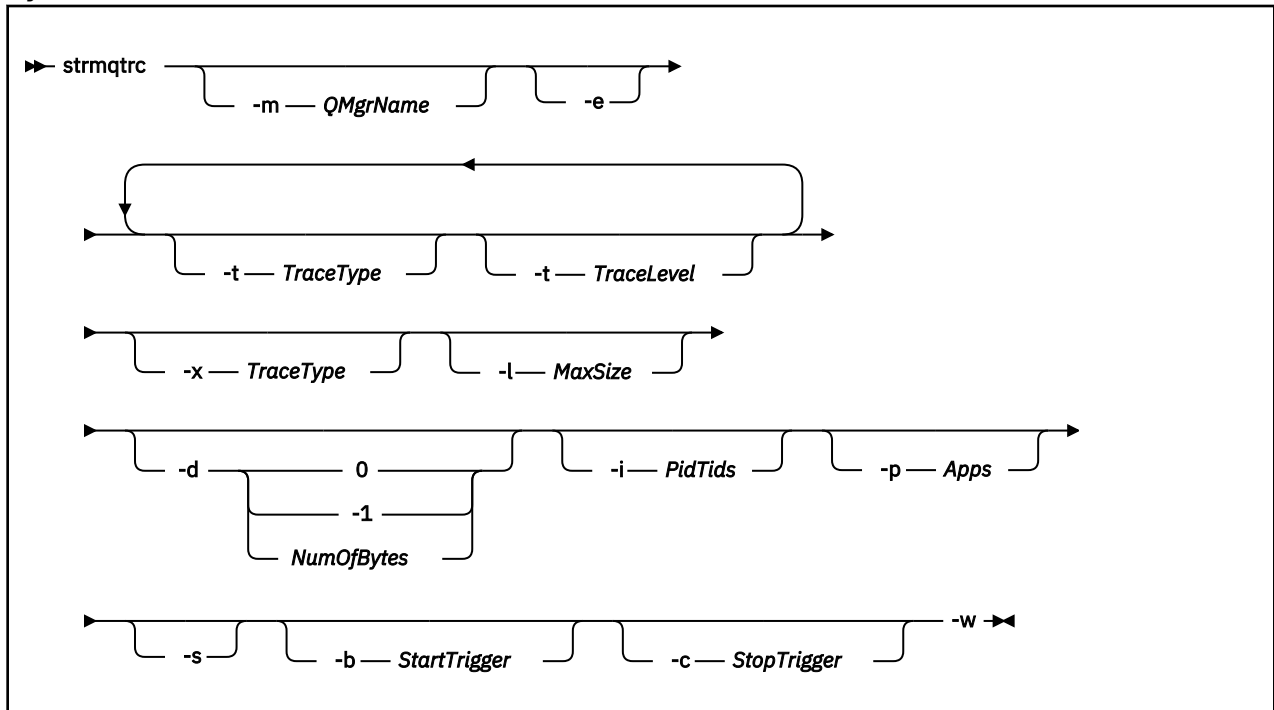 strmqtrc
-m QMgrName -e
-t TraceType -t TraceLevel
-x TraceType -l MaxSize
-d 0 -i PidTids -p Apps
-1
NumOfBytes
-w
-s -b StartTrigger -c StopTrigger